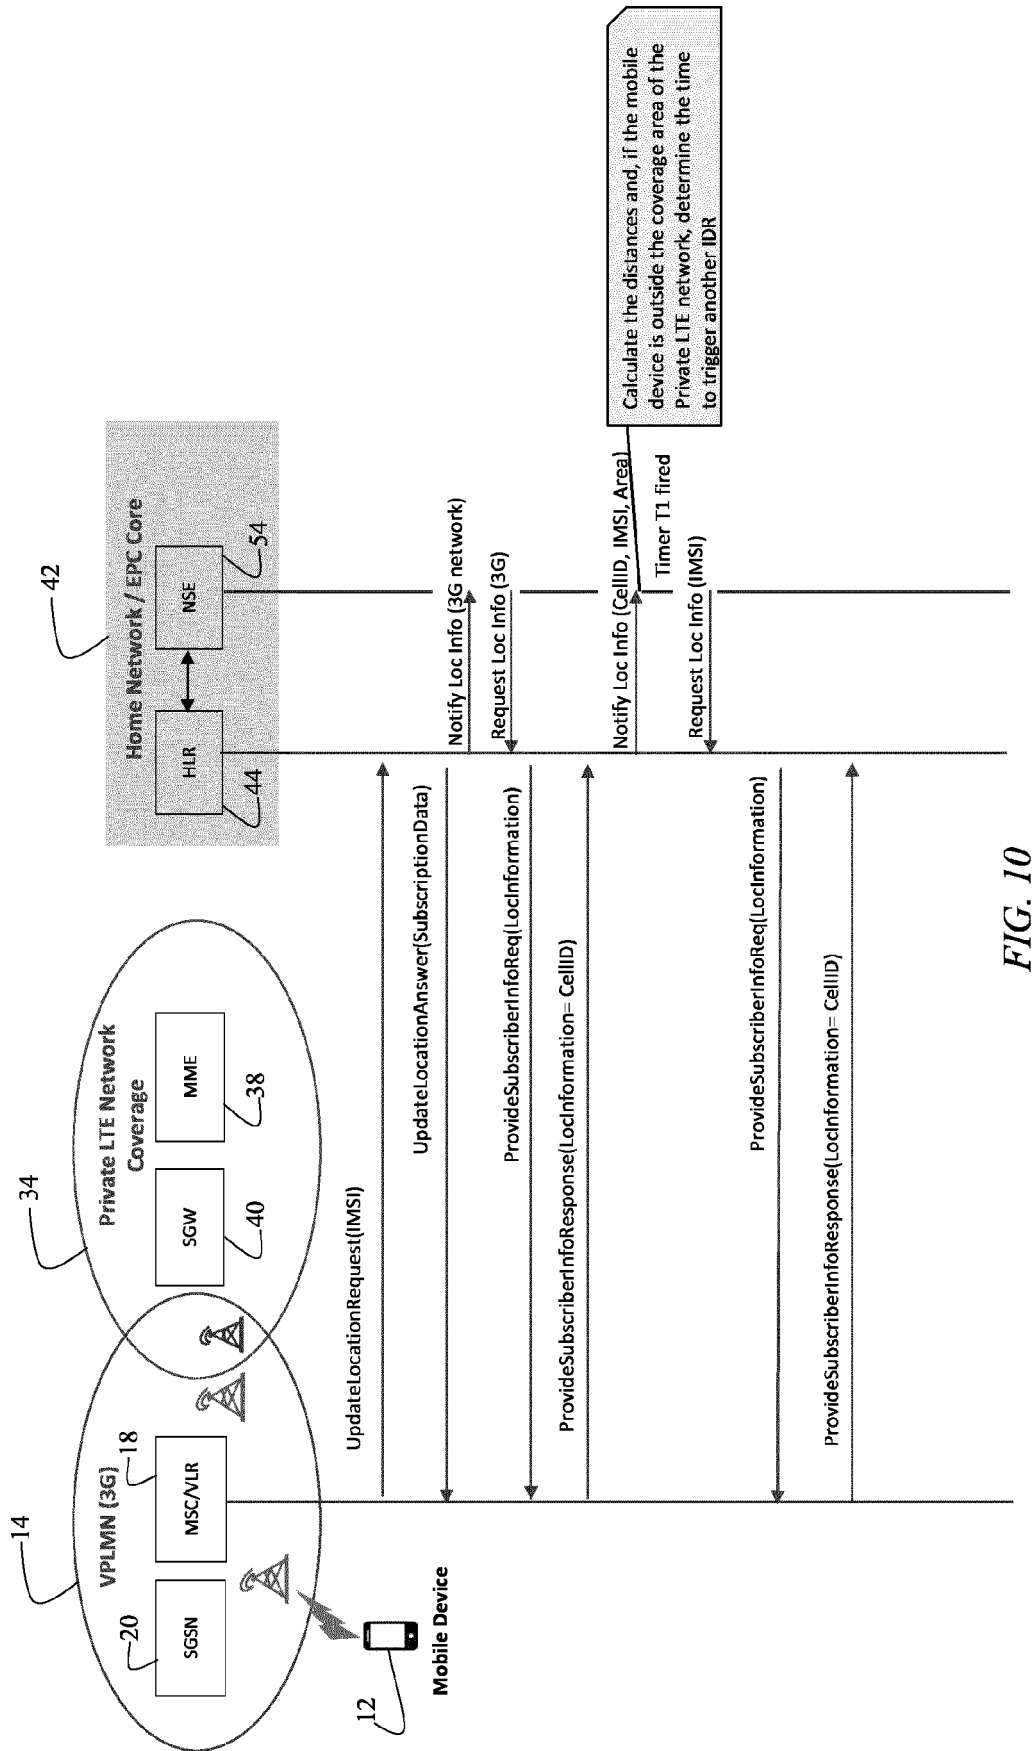 14
VPLMN (3G)
20
SGSN
18
MSC/VLR
34
Private LTE Network
Coverage
SGW
40
MME
38
42
Home Network / EPC Core
HLR
44
NSE
54
12
Mobile Device
UpdateLocationRequest(IMSI)
UpdateLocationAnswer(SubscriptionData)
Notify Loc Info (3G network)
Request Loc Info (3G)
ProvideSubscriberInfoReq(LocInformation)
ProvideSubscriberInfoResponse(LocInformation= CellID)
Notify Loc Info (CellID, IMSI, Area)
Calculate the distances and, if the mobile
device is outside the coverage area of the
Private LTE network, determine the time
to trigger another IDR
Timer T1 fired
Request Loc Info (IMSI)
ProvideSubscriberInfoReq(LocInformation)
ProvideSubscriberInfoResponse(LocInformation= CellID)
FIG. 10